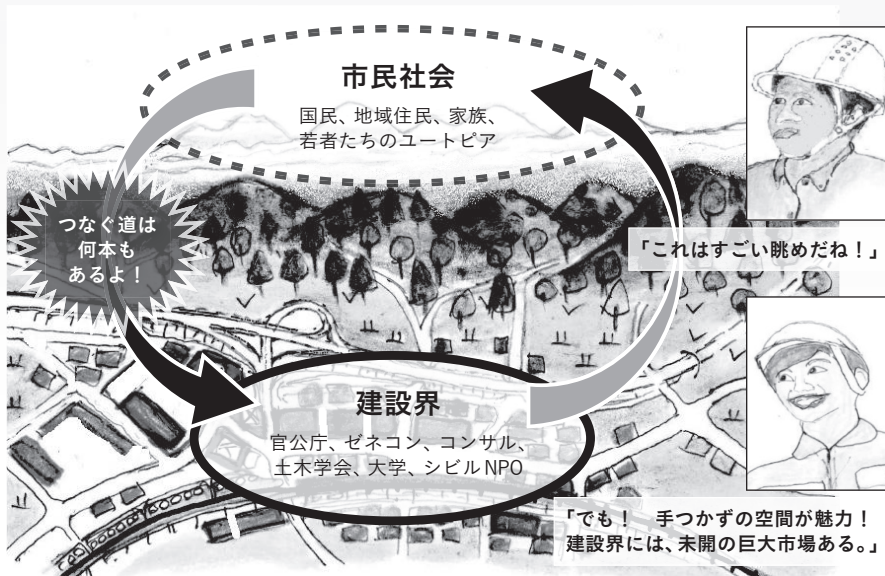 市民社会
国民、地域住民、家族、
若者たちのユートピア
つなぐ道は
何本も
あるよ！
「これはすごい眺めだね！」
建設界
官公庁、ゼネコン、コンサル、
土木学会、大学、シビルNPO
「でも！　手つかずの空間が魅力！
建設界には、未開の巨大市場ある。」